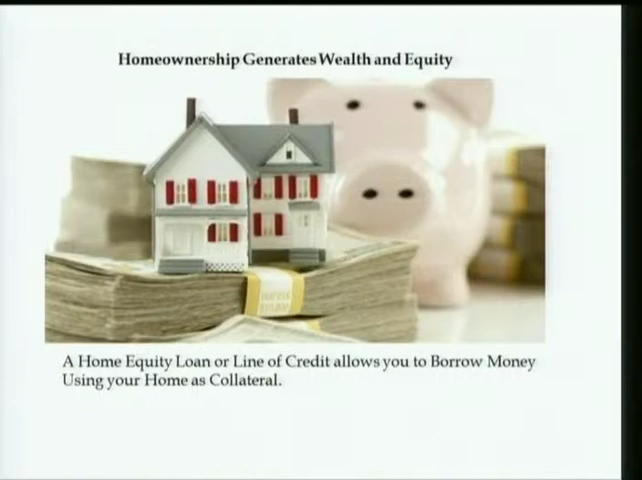 Homeownership Generates Wealth and Equity
A Home Equity Loan or Line of Credit allows you to Borrow Money
Using your Home as Collateral.